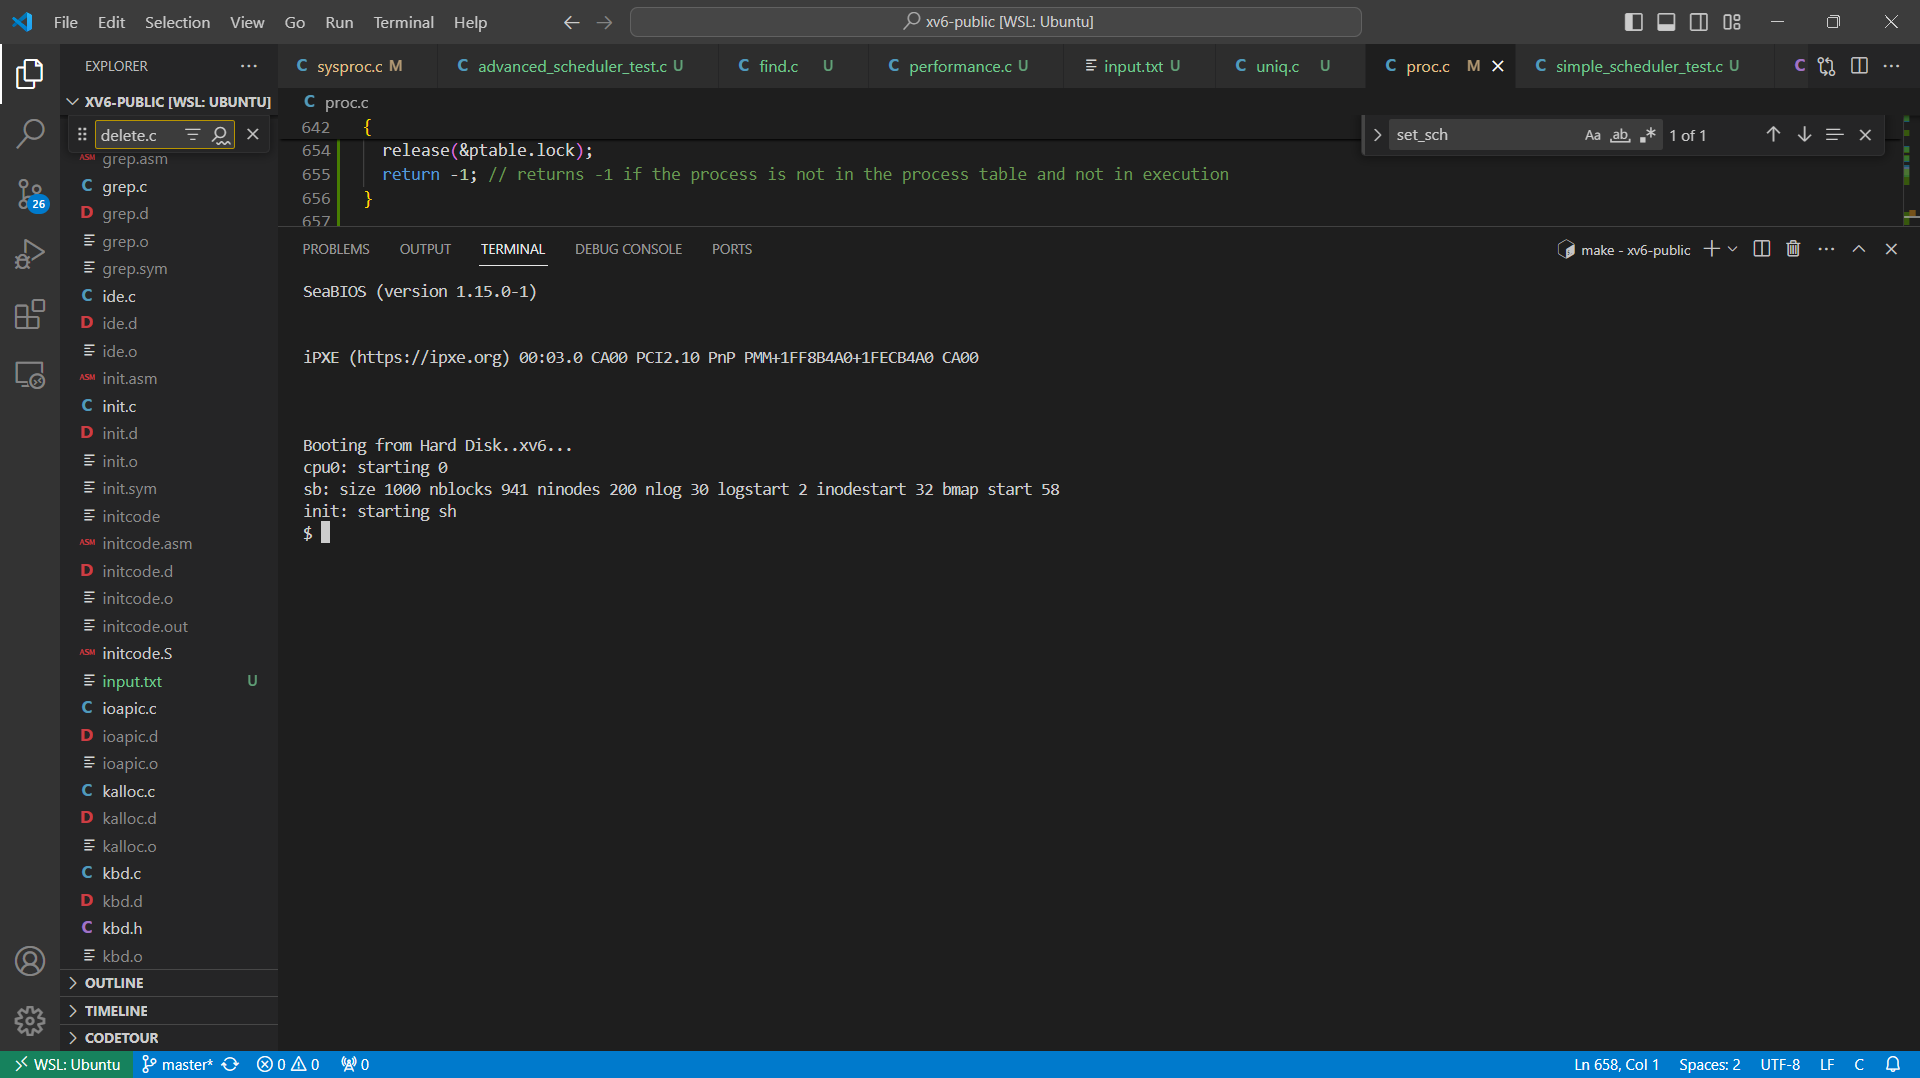 File Edit Selection View Go Run Terminal Help
xv6-public [WSL: Ubuntu]
EXPLORER
sysproc.c M
advanced_scheduler_test.c U
find.c U
performance.c U
input.txt U
uniq.c U
proc.c M
simple_scheduler_test.c U
XV6-PUBLIC [WSL: UBUNTU]
proc.c
delete.c
642 {
654 release(&ptable.lock);
655 return -1; // returns -1 if the process is not in the process table and not in execution
656 }
657
set_sch Aa ab 1 of 1
grep.asm
grep.c
grep.d
grep.o
grep.sym
ide.c
ide.d
ide.o
init.asm
init.c
init.d
init.o
init.sym
initcode
initcode.asm
initcode.d
initcode.o
initcode.out
initcode.S
input.txt U
ioapic.c
ioapic.d
ioapic.o
kalloc.c
kalloc.d
kalloc.o
kbd.c
kbd.d
kbd.h
kbd.o
OUTLINE
TIMELINE
CODETOUR
26
PROBLEMS OUTPUT TERMINAL DEBUG CONSOLE PORTS
make - xv6-public
SeaBIOS (version 1.15.0-1)
iPXE (https://ipxe.org) 00:03.0 CA00 PCI2.10 PnP PMM+1FF8B4A0+1FECB4A0 CA00
Booting from Hard Disk..xv6...
cpu0: starting 0
sb: size 1000 nblocks 941 ninodes 200 nlog 30 logstart 2 inodestart 32 bmap start 58
init: starting sh
$
WSL: Ubuntu master* 0 0 0
Ln 658, Col 1 Spaces: 2 UTF-8 LF C